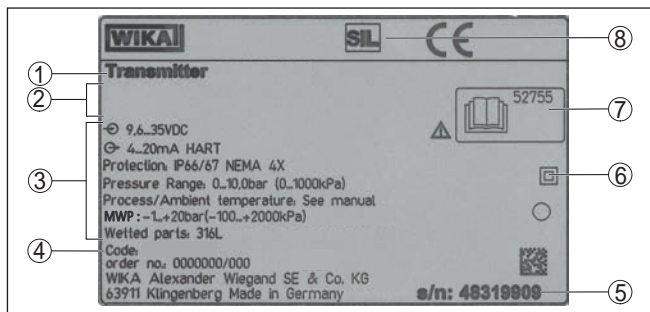 WIKAI
SIL
CE
8
1
Transmitter
2
52755
7
3
9,6...35VDC
4...20mA HART
Protection: IP66/67 NEMA 4X
Pressure Range: 0...10,0bar (0...1000kPa)
6
Process/Ambient temperature: See manual
MWP:-1...+20bar(-100...+2000kPa)
Wetted parts: 316L
4
Code:
order no.: 0000000/000
WIKA Alexander Wiegand SE & Co. KG
63911 Klingenberg Made in Germany
s/n: 48319909
5